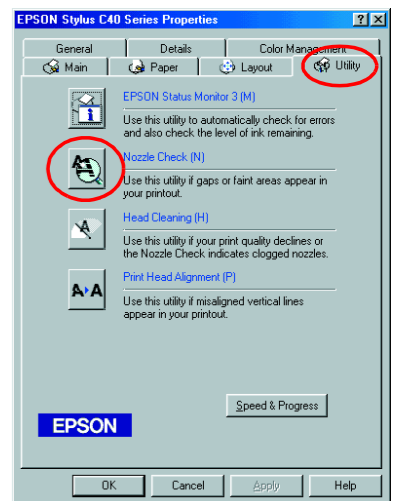 EPSON Stylus C40 Series Properties
General Details Color Management
Main Paper Layout Utility
EPSON Status Monitor 3 (M)
Use this utility to automatically check for errors
and also check the level of ink remaining.
Nozzle Check (N)
Use this utility if gaps or faint areas appear in
your printout.
Head Cleaning (H)
Use this utility if your print quality declines or
the Nozzle Check indicates clogged nozzles.
Print Head Alignment (P)
Use this utility if misaligned vertical lines
appear in your printout.
Speed & Progress
EPSON
OK Cancel Apply Help